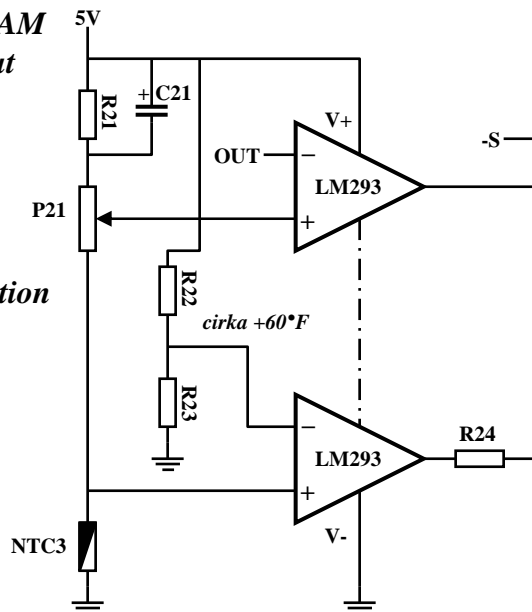 AM
5V
ut
R21
+
C21
V+
-S
OUT
−
LM293
P21
+
tion
R22
cirka +60°F
R23
−
R24
LM293
+
V-
NTC3